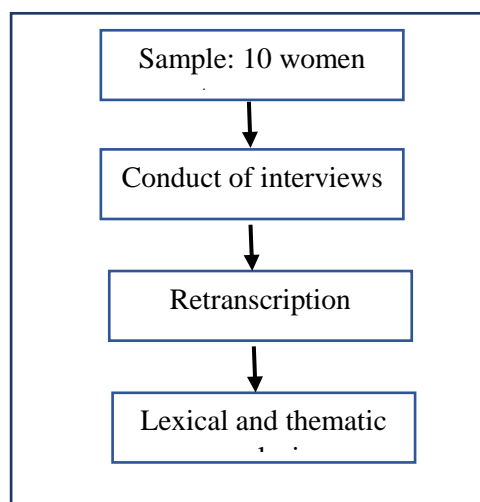 Sample: 10 women
Conduct of interviews
Retranscription
Lexical and thematic